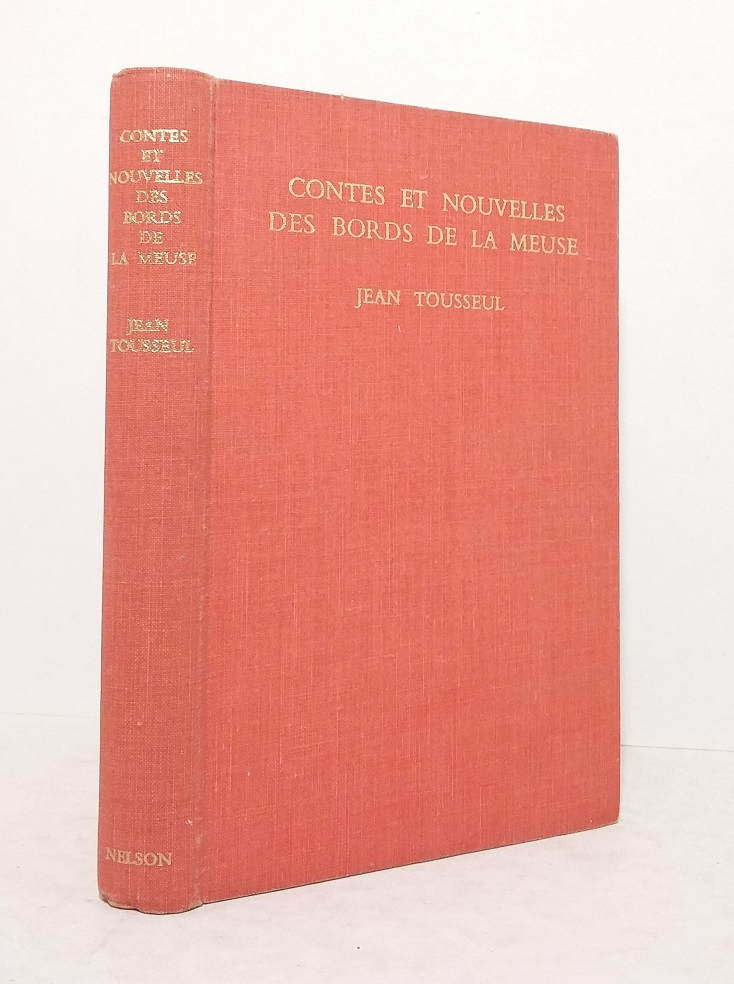 CONTES
ET
NOUVELLES
DES
BORDS
DE
LA MEUSE
JEAN
TOUSSEUL
NELSON
CONTES ET NOUVELLES
DES BORDS DE LA MEUSE
JEAN TOUSSEUL